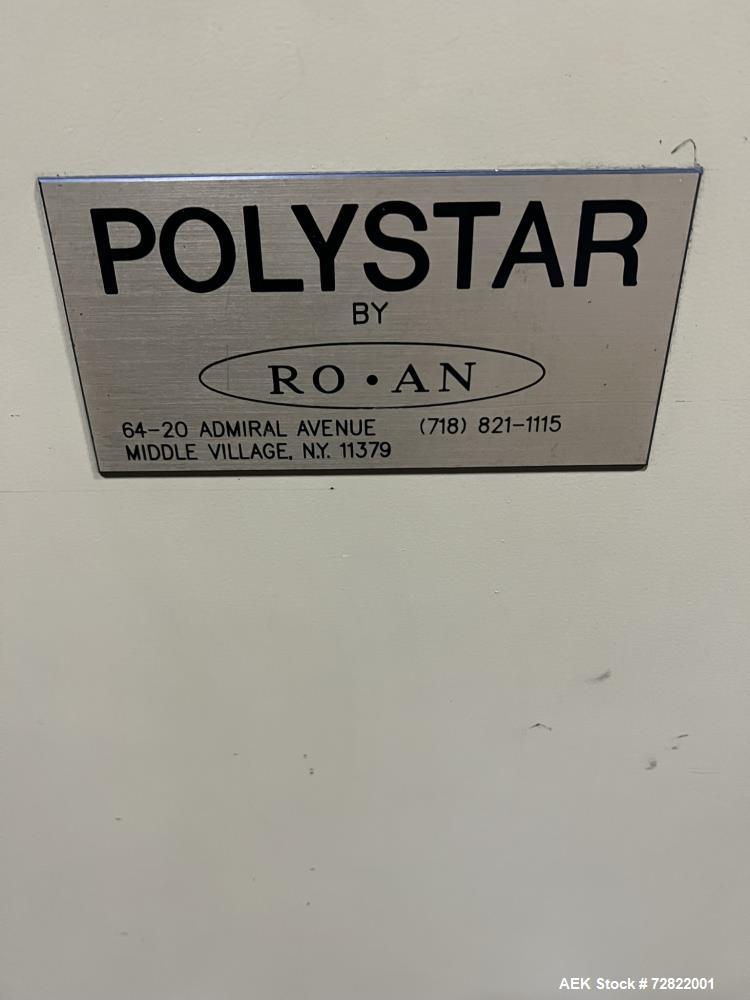 POLYSTAR
BY
RO•AN
64-20 ADMIRAL AVENUE (718) 821-1115
MIDDLE VILLAGE, N.Y. 11379
AEK Stock # 72822001